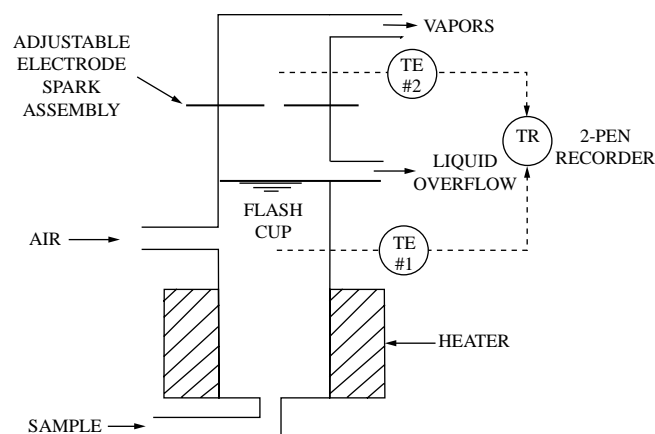 VAPORS
ADJUSTABLE
ELECTRODE
SPARK
ASSEMBLY
TE
#2
TR
2-PEN
RECORDER
LIQUID
OVERFLOW
FLASH
CUP
AIR
TE
#1
HEATER
SAMPLE